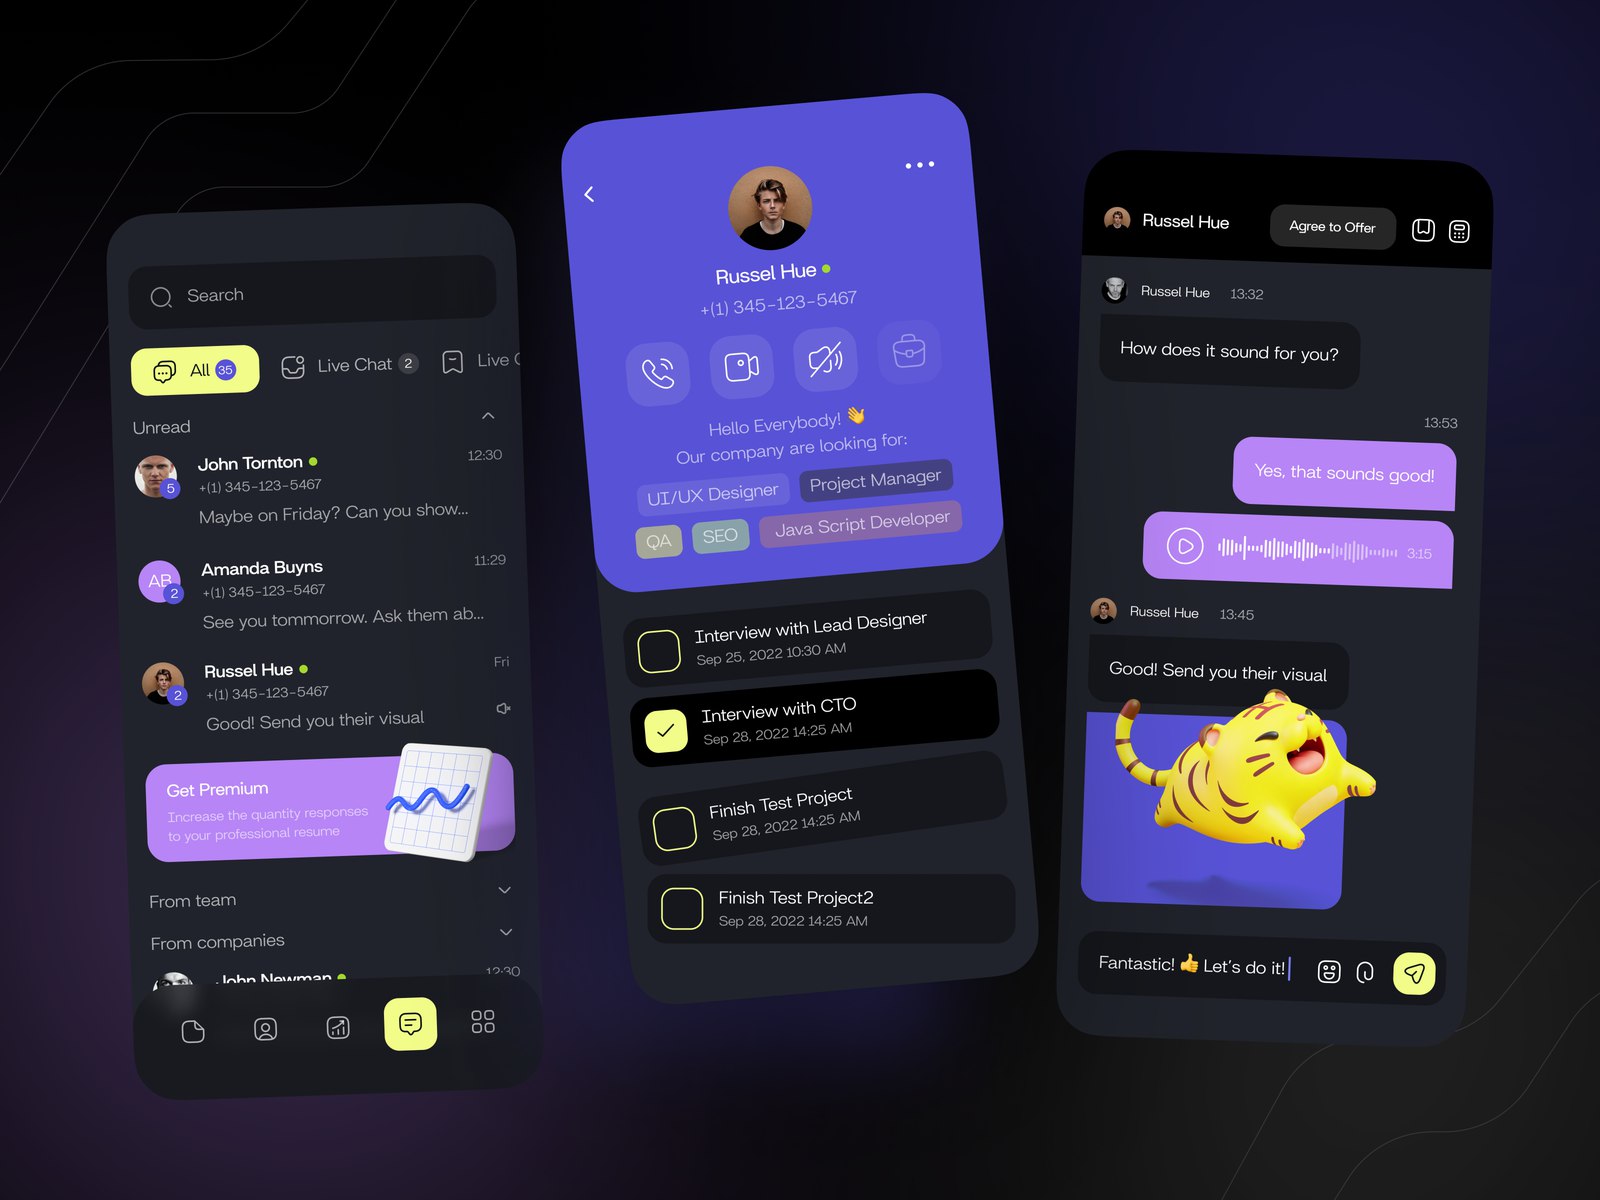 Search
All 35
Live Chat 2
Live C
Unread
John Tornton
12:30
+(1) 345-123-5467
Maybe on Friday? Can you show...
5
AB
2
Amanda Buyns
11:29
+(1) 345-123-5467
See you tommorrow. Ask them ab...
Russel Hue
Fri
+(1) 345-123-5467
Good! Send you their visual
2
Get Premium
Increase the quantity responses
to your professional resume
From team
From companies
John Newman
12:30
Russel Hue
+(1) 345-123-5467
Hello Everybody! 👋
Our company are looking for:
UI/UX Designer
Project Manager
QA
SEO
Java Script Developer
Interview with Lead Designer
Sep 25, 2022 10:30 AM
Interview with CTO
Sep 28, 2022 14:25 AM
Finish Test Project
Sep 28, 2022 14:25 AM
Finish Test Project2
Sep 28, 2022 14:25 AM
Russel Hue
Agree to Offer
Russel Hue 13:32
How does it sound for you?
13:53
Yes, that sounds good!
3:15
Russel Hue 13:45
Good! Send you their visual
Fantastic! 👍 Let's do it!